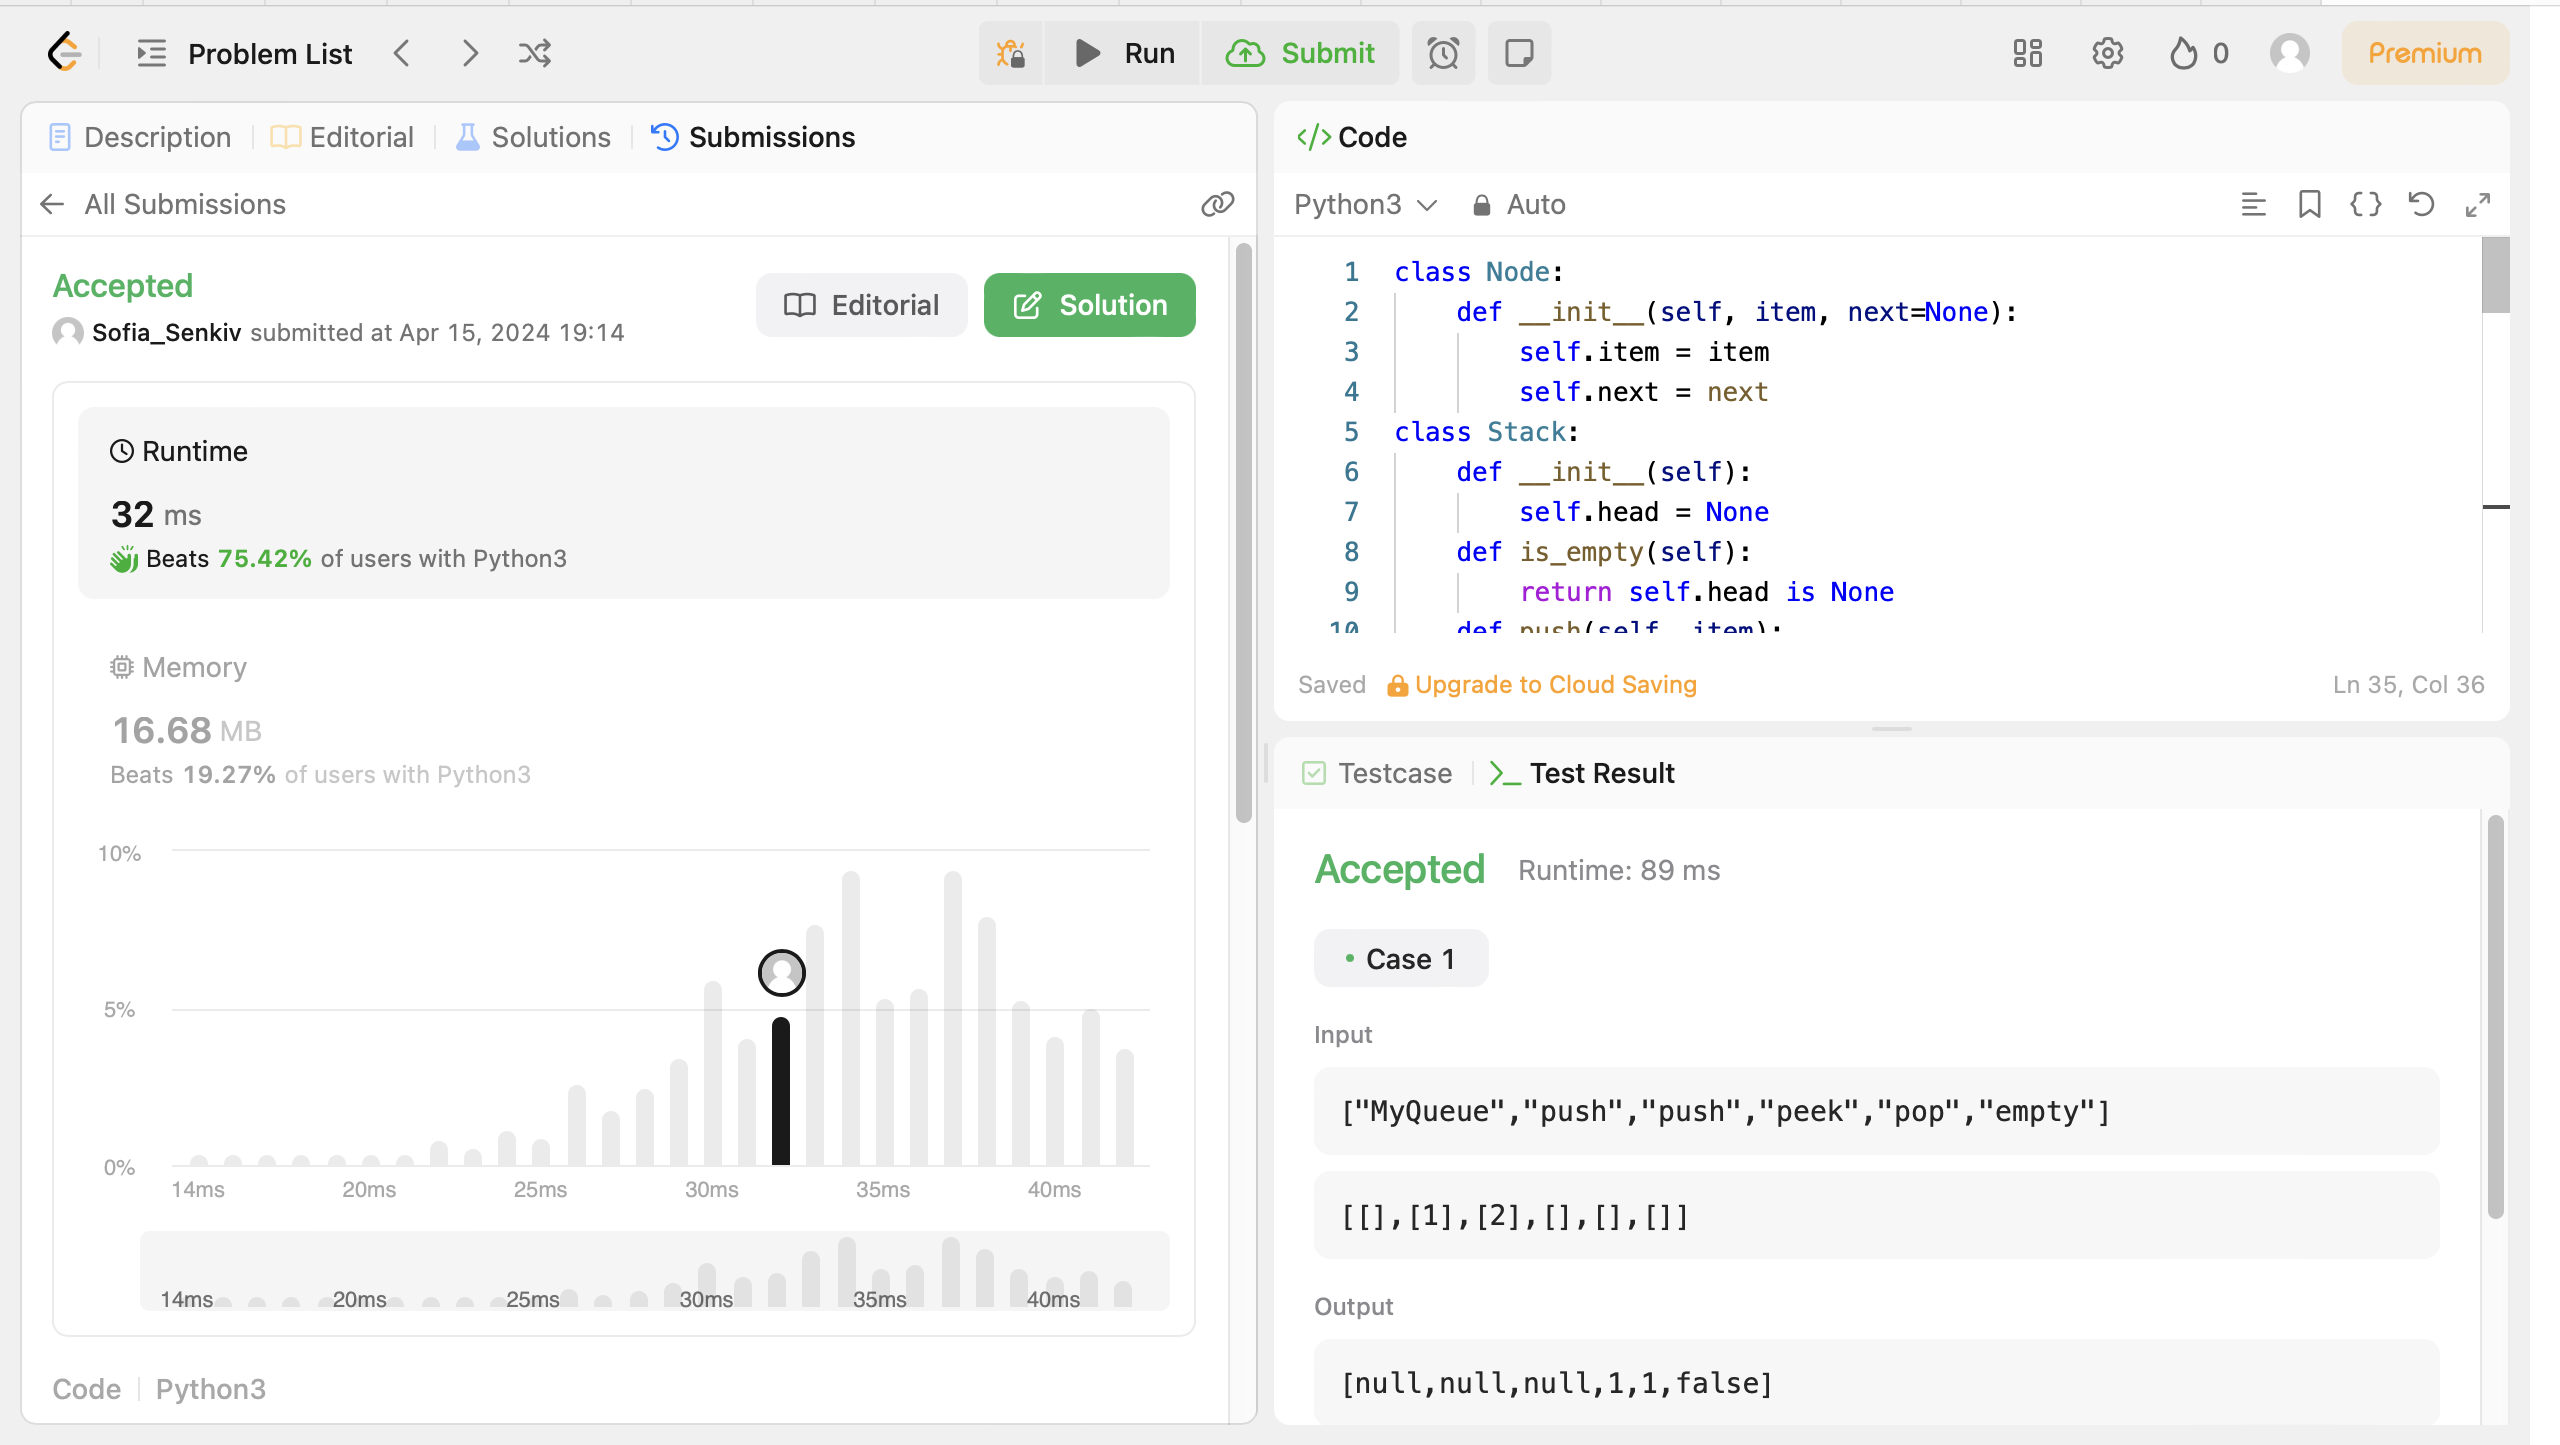 Problem List
Run
Submit
0
Premium
Description
Editorial
Solutions
Submissions
All Submissions
Accepted
Sofia_Senkiv submitted at Apr 15, 2024 19:14
Editorial
Solution
Runtime
32 ms
Beats 75.42% of users with Python3
Memory
16.68 MB
Beats 19.27% of users with Python3
10%
5%
0%
14ms 20ms 25ms 30ms 35ms 40ms
14ms 20ms 25ms 30ms 35ms 40ms
Code Python3
</> Code
Python3 Auto
1 class Node:
2     def __init__(self, item, next=None):
3         self.item = item
4         self.next = next
5 class Stack:
6     def __init__(self):
7         self.head = None
8     def is_empty(self):
9         return self.head is None
10     def push(self, item):
Saved Upgrade to Cloud Saving Ln 35, Col 36
Testcase
>_ Test Result
Accepted Runtime: 89 ms
• Case 1
Input
["MyQueue","push","push","peek","pop","empty"]
[[],[1],[2],[],[],[]]
Output
[null,null,null,1,1,false]